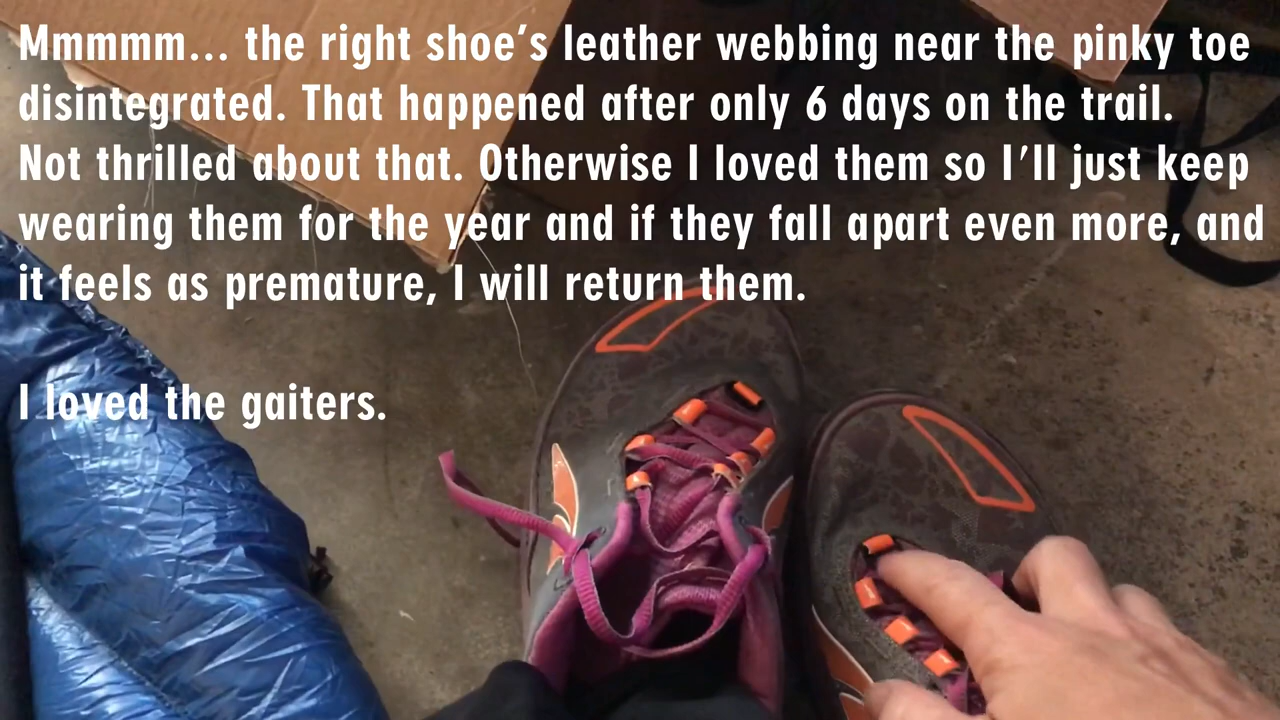 Mmmmm... the right shoe's leather webbing near the pinky toe
disintegrated. That happened after only 6 days on the trail.
Not thrilled about that. Otherwise I loved them so I'll just keep
wearing them for the year and if they fall apart even more, and
it feels as premature, I will return them.
I loved the gaiters.